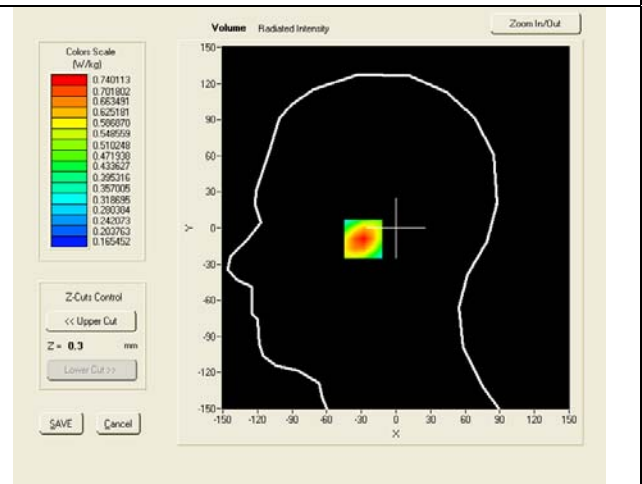 Volume Radiated Intensity
Zoom In/Out
Colors Scale
(W/kg)
0.740113
0.701802
0.663491
0.625181
0.586870
0.548559
0.510248
0.471938
0.433627
0.395316
0.357005
0.318695
0.280384
0.242073
0.203763
0.165452
Z-Cuts Control
<< Upper Cut
Z = 0.3 mm
Lower Cut >>
SAVE Cancel
150
120
90
60
30
0
-30
-60
-90
-120
-150
Y
-150 -120 -90 -60 -30 0 30 60 90 120 150
X